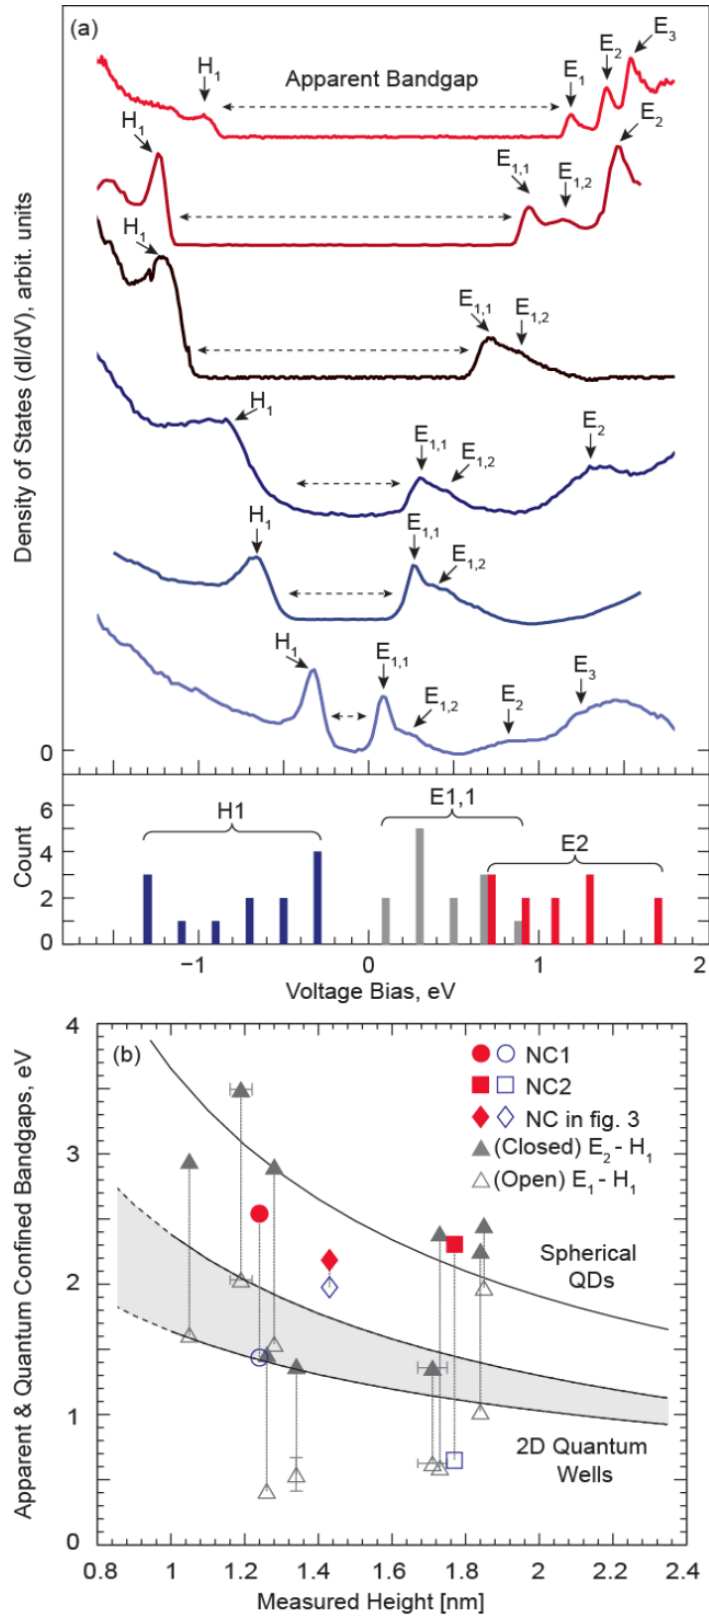 (a)
H1
Apparent Bandgap
E1
E2
E3
H1
E1,1
E1,2
E2
H1
E1,1
E1,2
H1
E1,1
E1,2
E2
H1
E1,1
E1,2
H1
E1,1
E1,2
E2
E3
Density of States (dI/dV), arbit. units
0
Count
6
4
2
0
H1
E1,1
E2
−1
0
1
2
Voltage Bias, eV
(b)
NC1
NC2
NC in fig. 3
(Closed) E2 - H1
(Open) E1 - H1
Spherical
QDs
2D Quantum
Wells
Apparent & Quantum Confined Bandgaps, eV
4
3
2
1
0
0.8
1
1.2
1.4
1.6
1.8
2
2.2
2.4
Measured Height [nm]